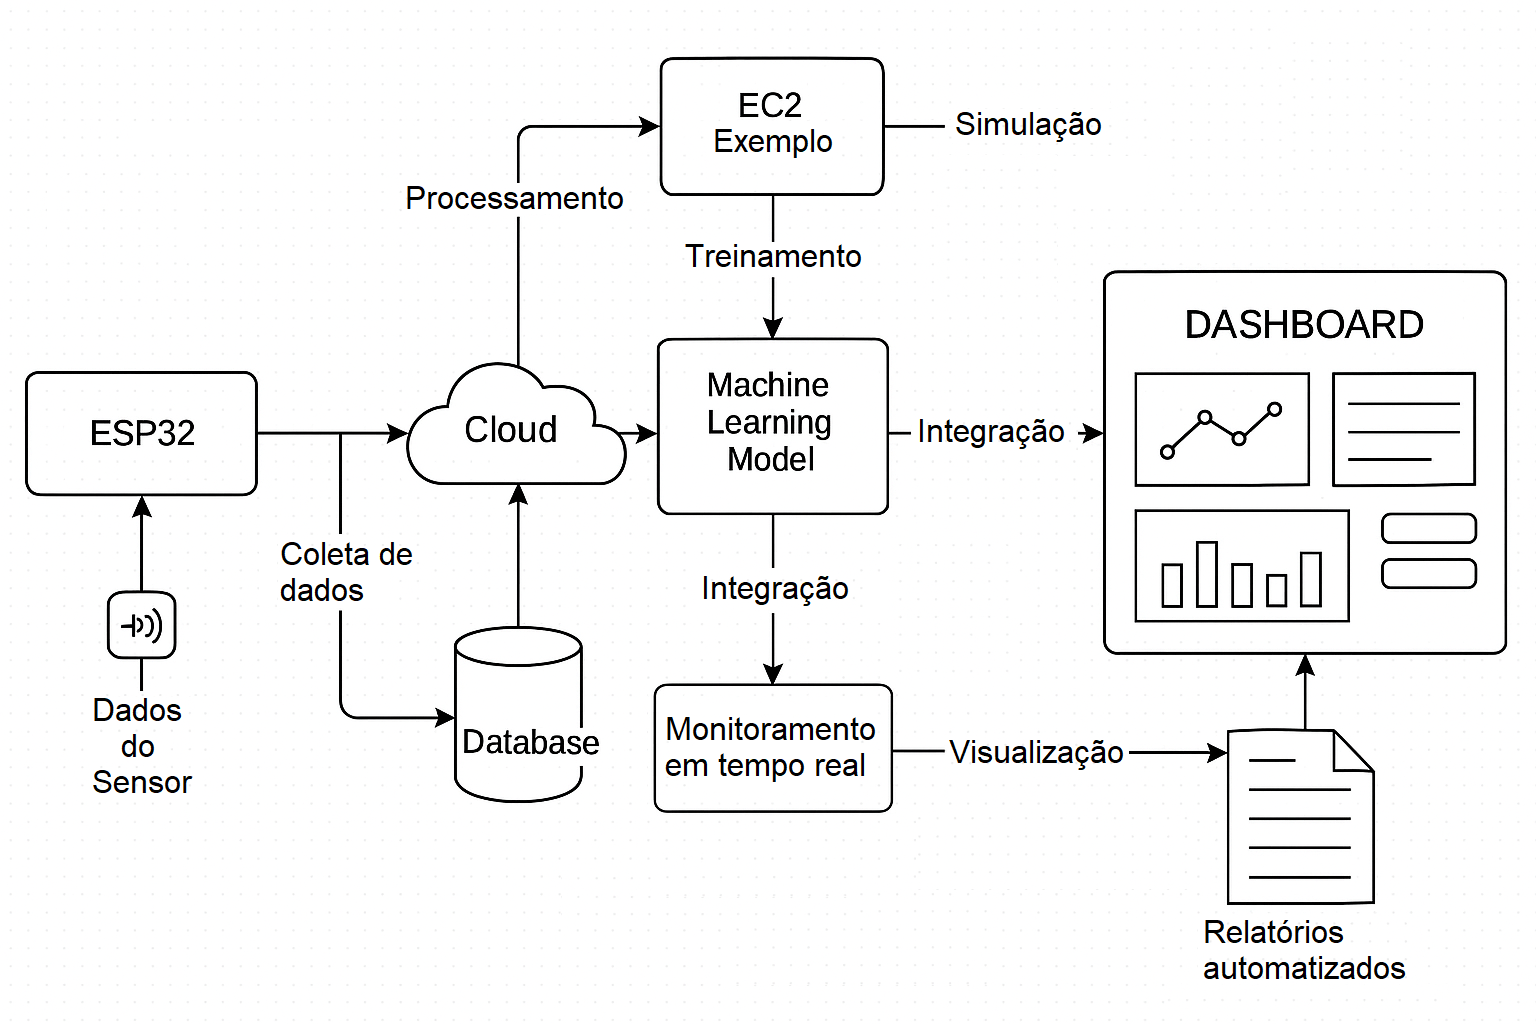 EC2
Exemplo
Simulação
Processamento
Treinamento
DASHBOARD
ESP32
Cloud
Machine
Learning
Model
Integração
Coleta de
dados
Integração
Dados
do
Sensor
Database
Monitoramento
em tempo real
Visualização
Relatórios
automatizados